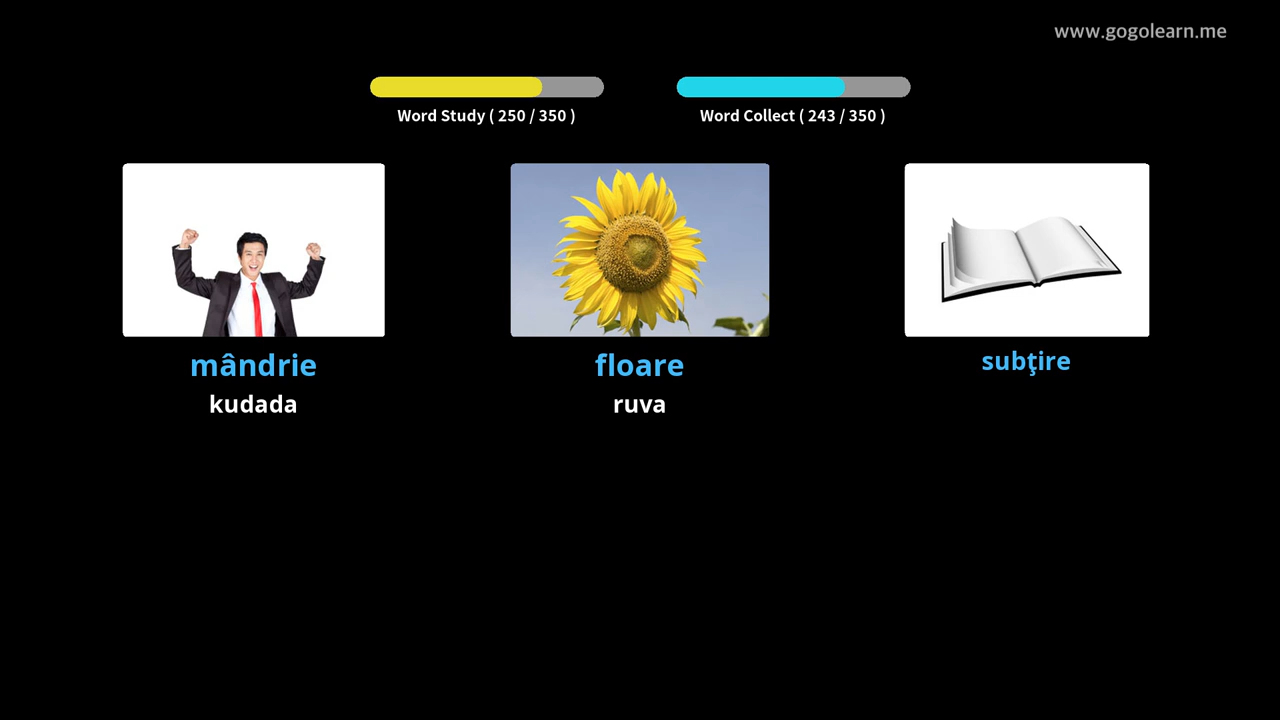 www.gogolearn.me
Word Study ( 250 / 350 )
Word Collect ( 243 / 350 )
mândrie
kudada
floare
ruva
subţire